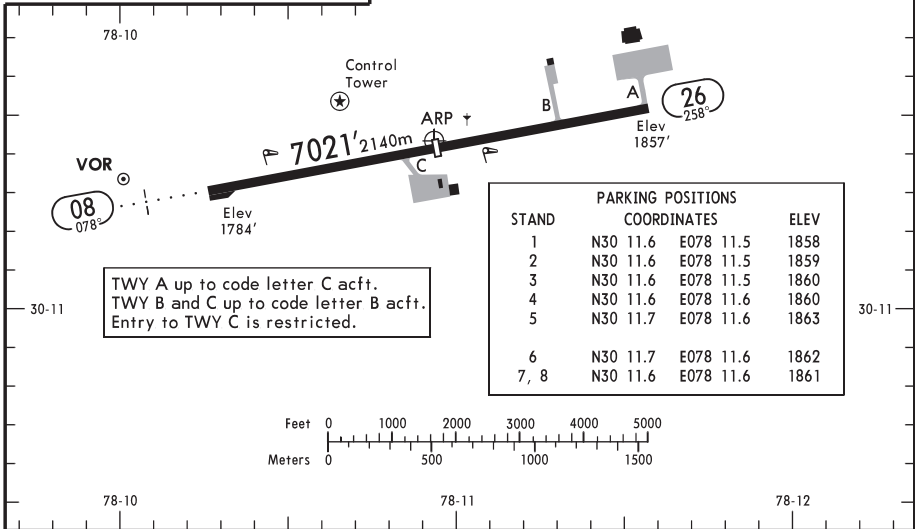 78-10
Control
Tower
A
26
258°
B
ARP
Elev
1857’
7021’ 2140m
C
VOR
08
078°
Elev
1784’
PARKING POSITIONS
STAND COORDINATES ELEV
1 N30 11.6 E078 11.5 1858
2 N30 11.6 E078 11.5 1859
3 N30 11.6 E078 11.5 1860
4 N30 11.6 E078 11.6 1860
5 N30 11.7 E078 11.6 1863
6 N30 11.7 E078 11.6 1862
7, 8 N30 11.6 E078 11.6 1861
TWY A up to code letter C acft.
TWY B and C up to code letter B acft.
Entry to TWY C is restricted.
30-11
30-11
Feet 0 1000 2000 3000 4000 5000
Meters 0 500 1000 1500
78-10 78-11 78-12